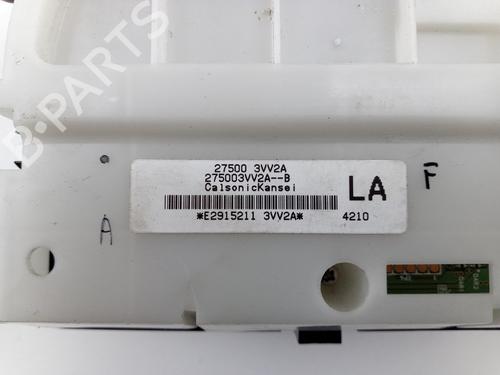 B-PARTS
27500 3VV2A
275003VV2A--B
CalsonicKansei
LA
F
*E2915211 3VV2A*
4210
A